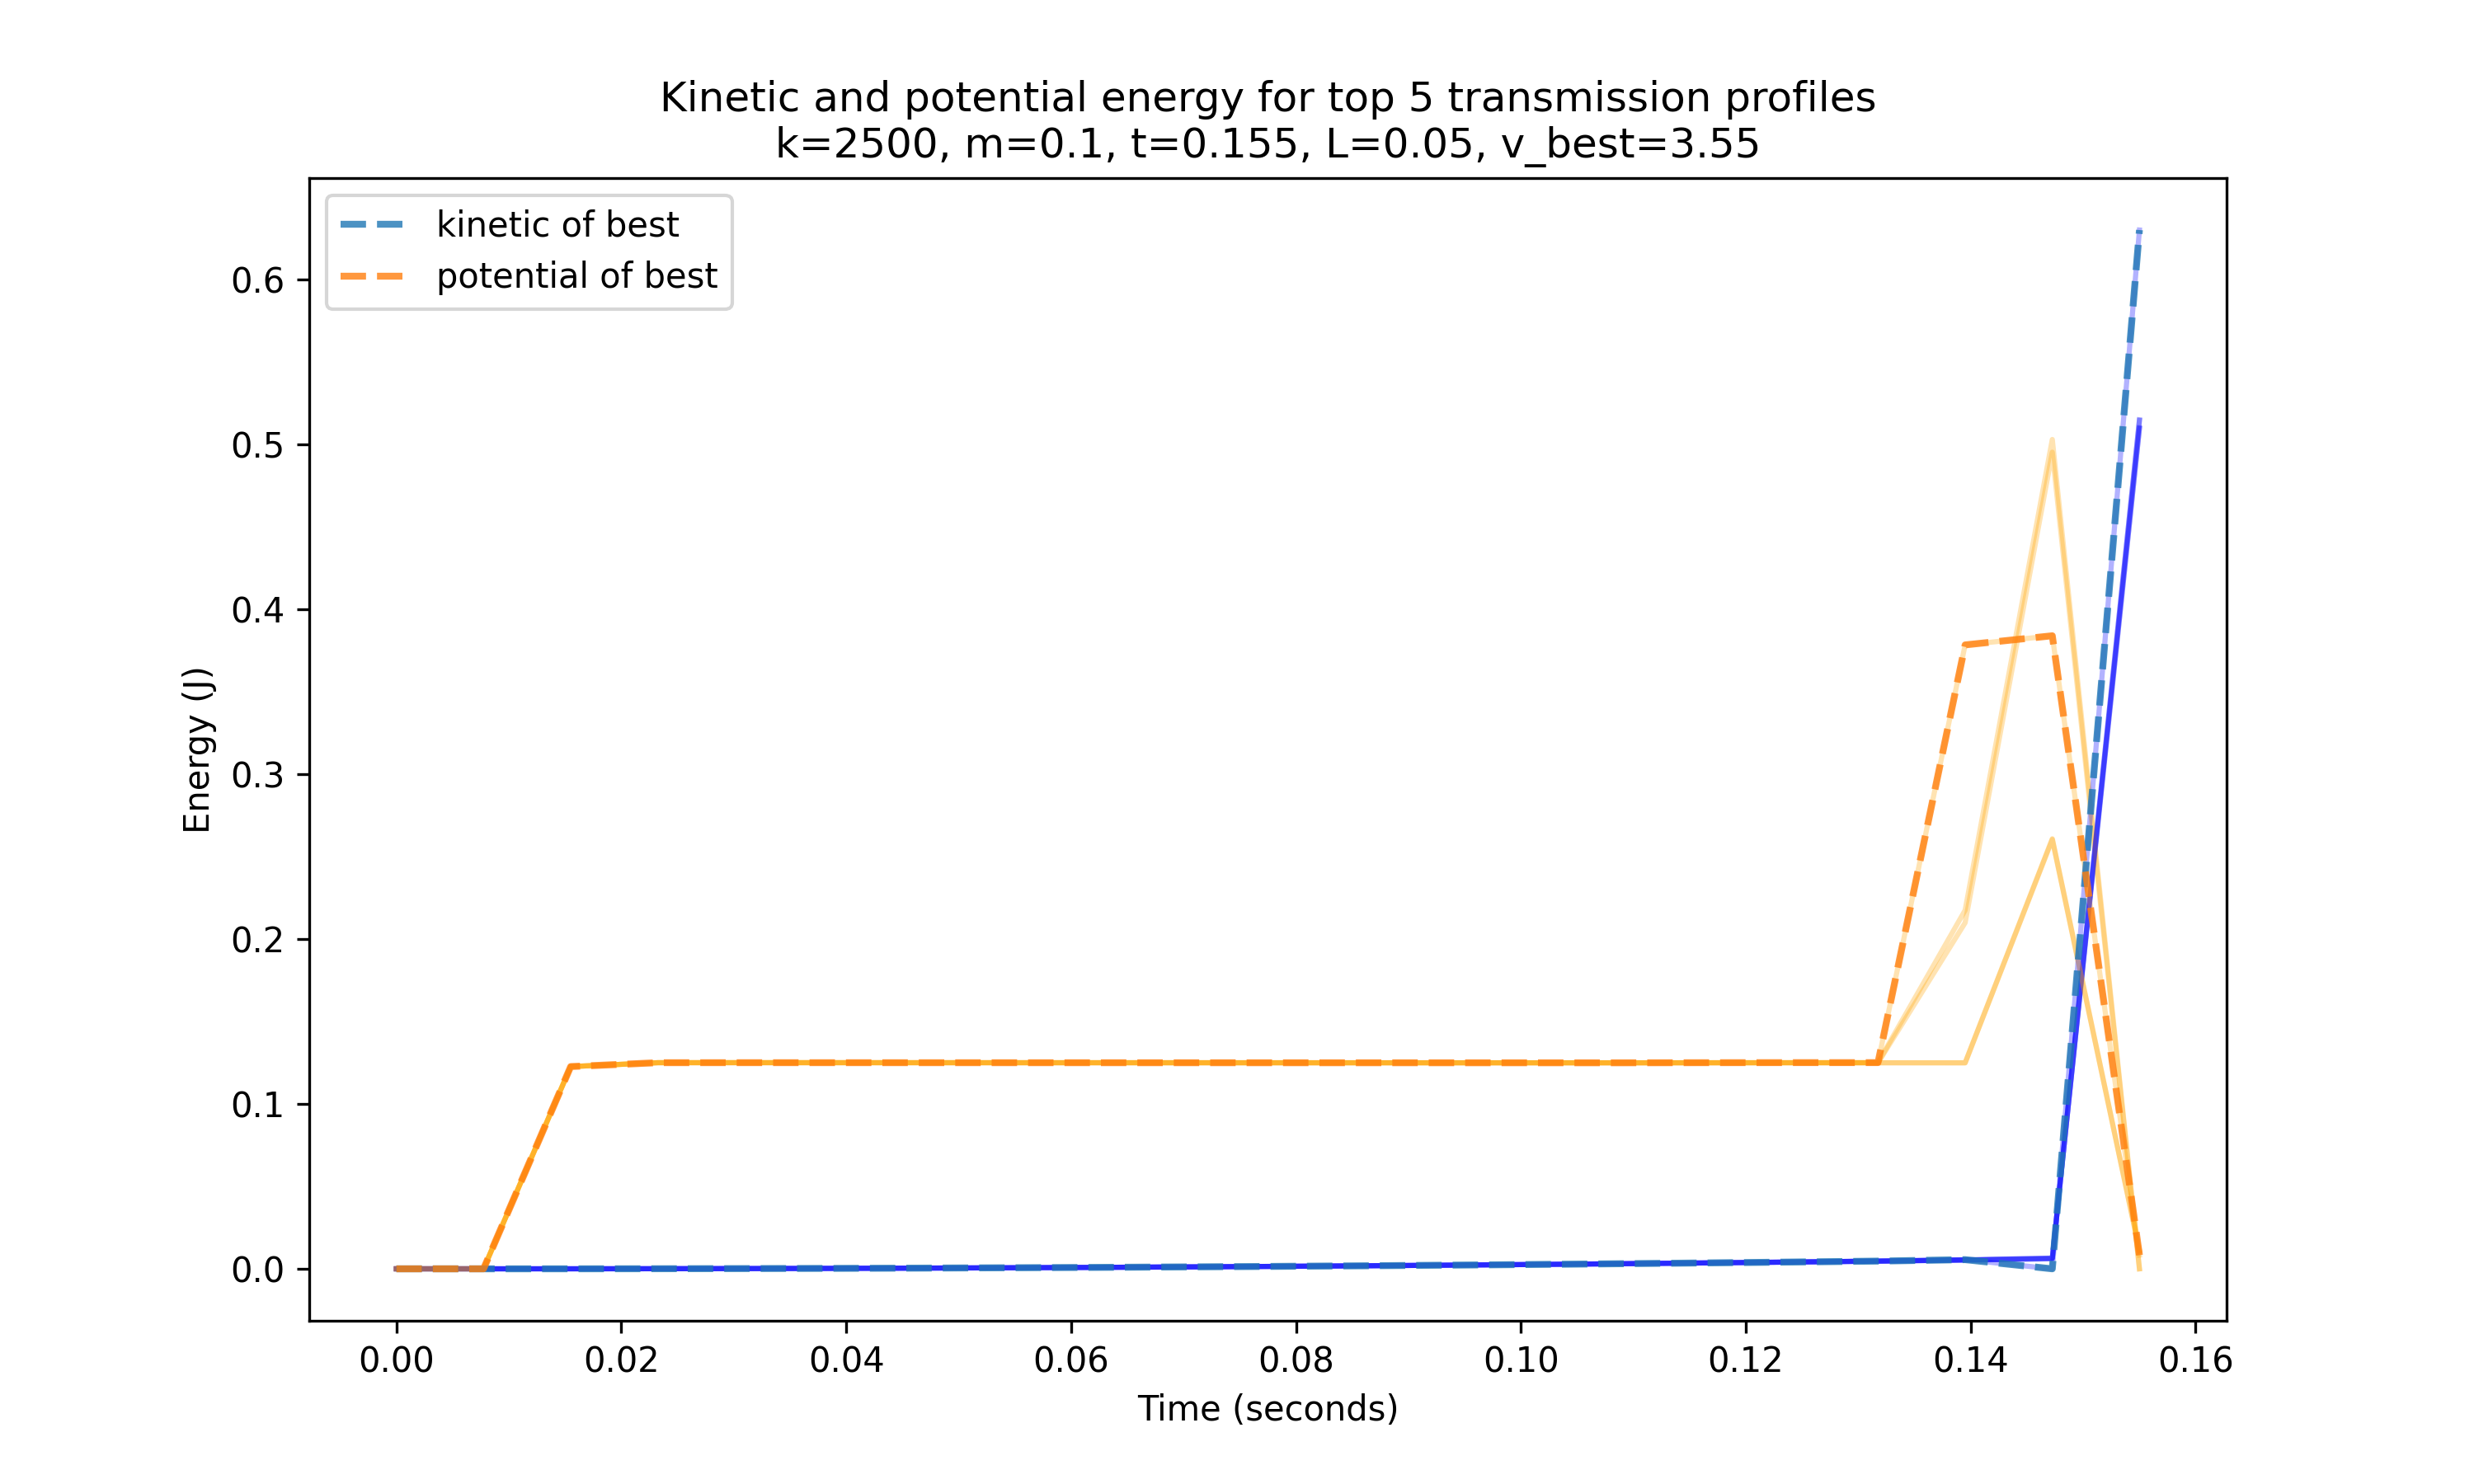 Kinetic and potential energy for top 5 transmission profiles
k=2500, m=0.1, t=0.155, L=0.05, v_best=3.55
kinetic of best
potential of best
0.6
0.5
0.4
0.3
0.2
0.1
0.0
Energy (J)
0.00 0.02 0.04 0.06 0.08 0.10 0.12 0.14 0.16
Time (seconds)